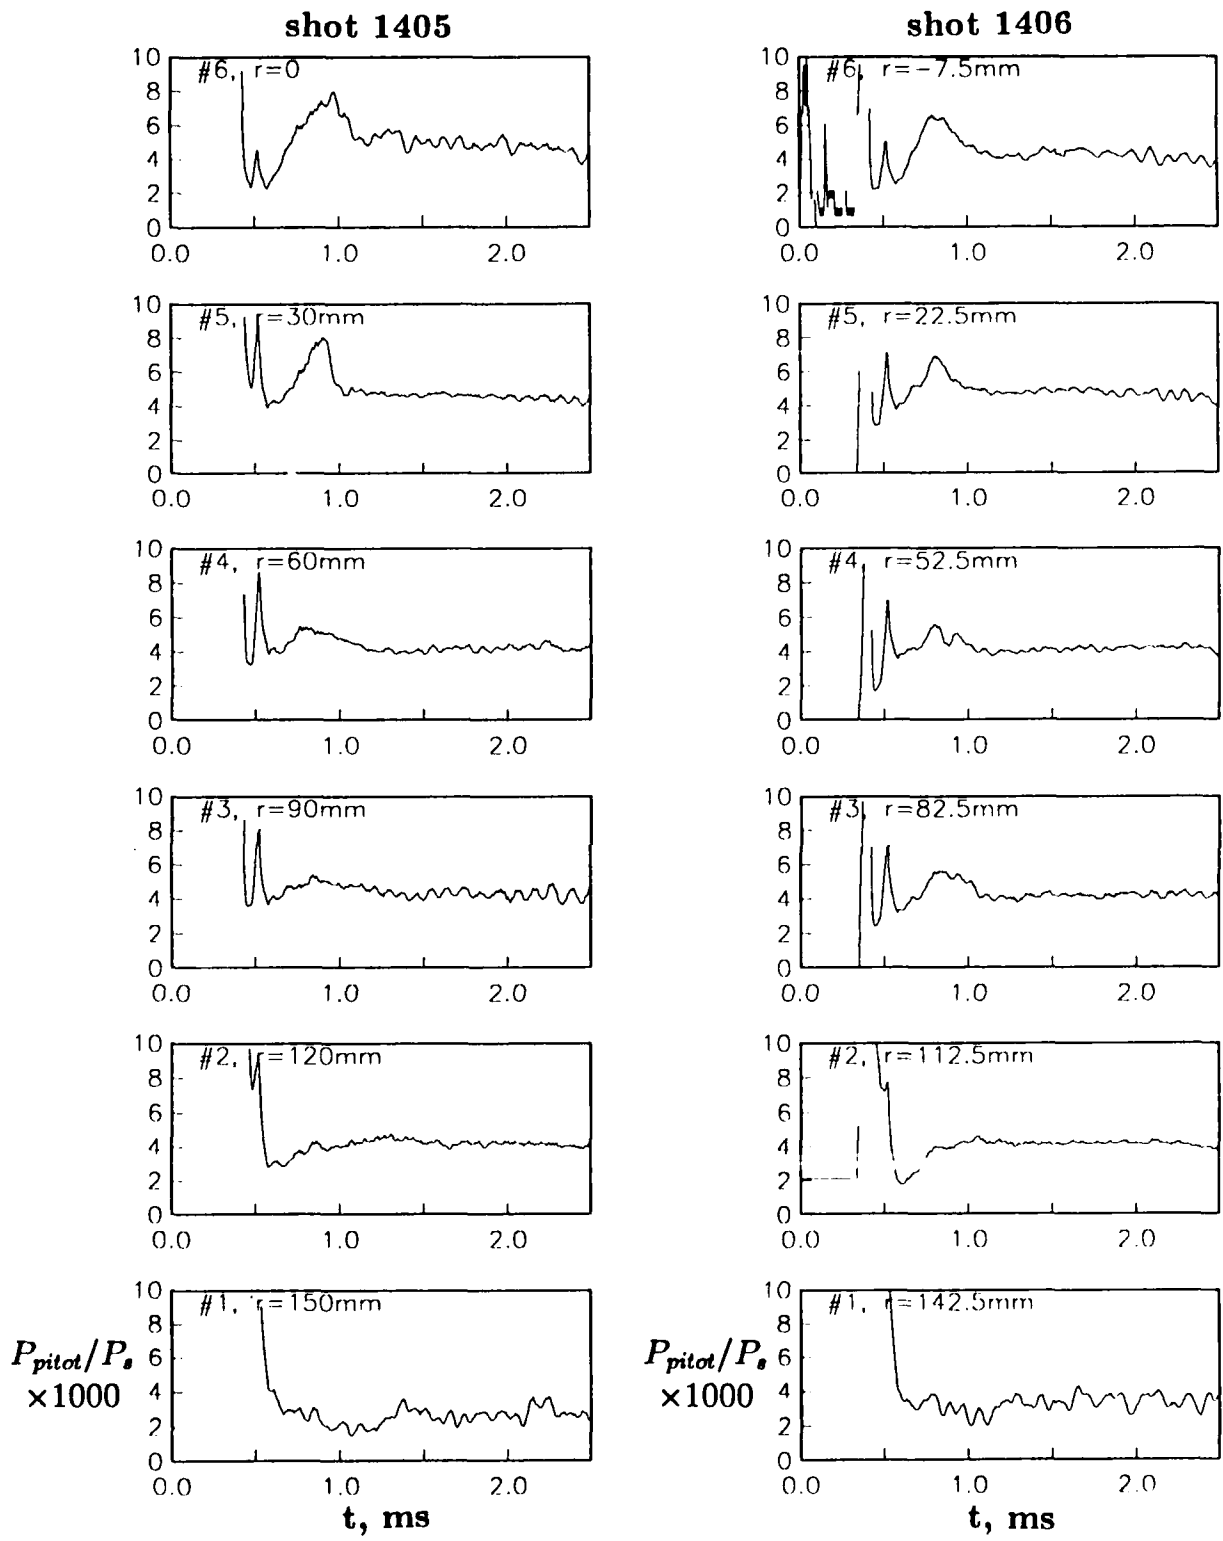 shot 1405
#6, r=0
10
8
6
4
2
0
0.0 1.0 2.0
#5, r=30mm
10
8
6
4
2
0
0.0 1.0 2.0
#4, r=60mm
10
8
6
4
2
0
0.0 1.0 2.0
#3, r=90mm
10
8
6
4
2
0
0.0 1.0 2.0
#2, r=120mm
10
8
6
4
2
0
0.0 1.0 2.0
#1, r=150mm
10
8
6
4
2
0
0.0 1.0 2.0
P_pitot/P_s
×1000
t, ms
shot 1406
#6, r=−7.5mm
10
8
6
4
2
0
0.0 1.0 2.0
#5, r=22.5mm
10
8
6
4
2
0
0.0 1.0 2.0
#4, r=52.5mm
10
8
6
4
2
0
0.0 1.0 2.0
#3, r=82.5mm
10
8
6
4
2
0
0.0 1.0 2.0
#2, r=112.5mm
10
8
6
4
2
0
0.0 1.0 2.0
#1, r=142.5mm
10
8
6
4
2
0
0.0 1.0 2.0
P_pitot/P_s
×1000
t, ms